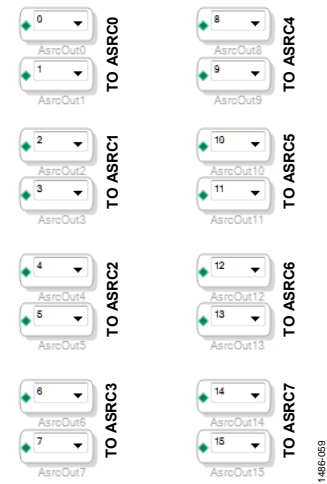 0
AsrcOut0
1
AsrcOut1
TO ASRC0
2
AsrcOut2
3
AsrcOut3
TO ASRC1
4
AsrcOut4
5
AsrcOut5
TO ASRC2
6
AsrcOut6
7
AsrcOut7
TO ASRC3
8
AsrcOut8
9
AsrcOut9
TO ASRC4
10
AsrcOut10
11
AsrcOut11
TO ASRC5
12
AsrcOut12
13
AsrcOut13
TO ASRC6
14
AsrcOut14
15
AsrcOut15
TO ASRC7
1486-059